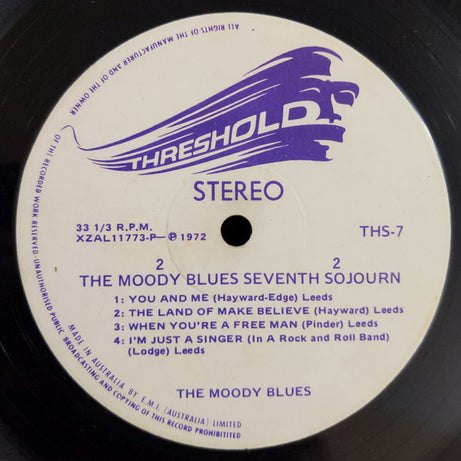 ALL RIGHTS OF THE MANUFACTURER AND OF THE OWNER
OF THE RECORDED WORK RESERVED · UNAUTHORISED PUBLIC
BROADCASTING AND COPYING OF THIS RECORD PROHIBITITED
THRESHOLD
STEREO
33 1/3 R.P.M.
XZAL11773-P— ℗ 1972
THS-7
2 2
THE MOODY BLUES SEVENTH SOJOURN
1: YOU AND ME (Hayward-Edge) Leeds
2: THE LAND OF MAKE BELIEVE (Hayward) Leeds
3: WHEN YOU'RE A FREE MAN (Pinder) Leeds
4: I'M JUST A SINGER (In A Rock and Roll Band)
(Lodge) Leeds
THE MOODY BLUES
MADE IN AUSTRALIA BY E.M.I. (AUSTRALIA) LIMITED